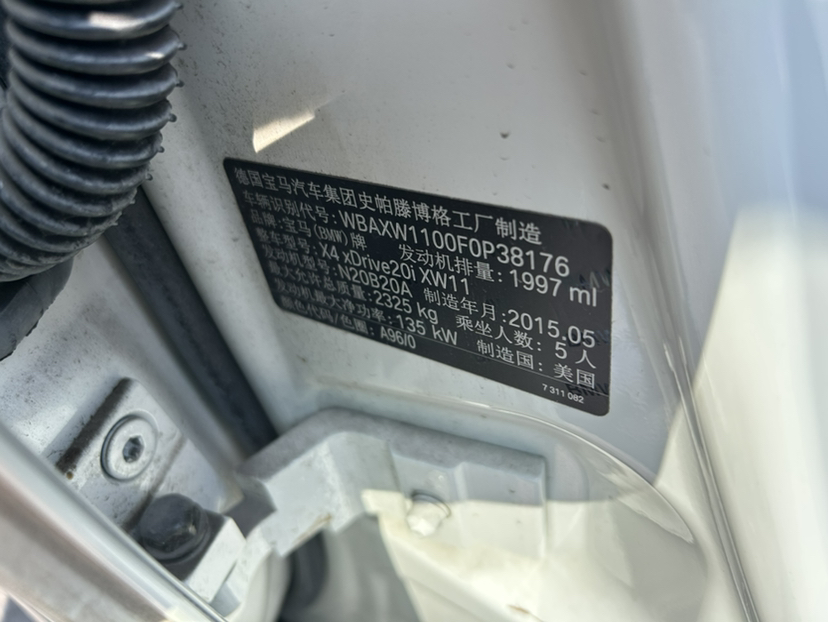 德国宝马汽车集团史帕滕博格工厂制造
车辆识别代号: WBAXW1100F0P38176
品牌: 宝马(BMW)牌 发动机排量: 1997 ml
整车型号: X4 xDrive20i XW11
发动机型号: N20B20A 制造年月: 2015.05
最大允许总质量: 2325 kg 乘坐人数: 5 人
发动机最大净功率: 135 kW 制造国: 美国
颜色代码/色圈: A96/0
7 311 082